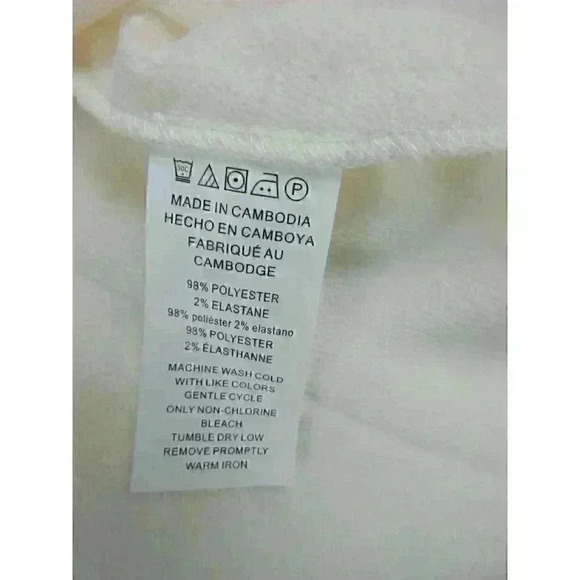 MADE IN CAMBODIA
HECHO EN CAMBOYA
FABRIQUÉ AU
CAMBODGE
98% POLYESTER
2% ELASTANE
98% poliéster 2% elastano
98% POLYESTER
2% ÉLASTHANNE
MACHINE WASH COLD
WITH LIKE COLORS
GENTLE CYCLE
ONLY NON-CHLORINE
BLEACH
TUMBLE DRY LOW
REMOVE PROMPTLY
WARM IRON